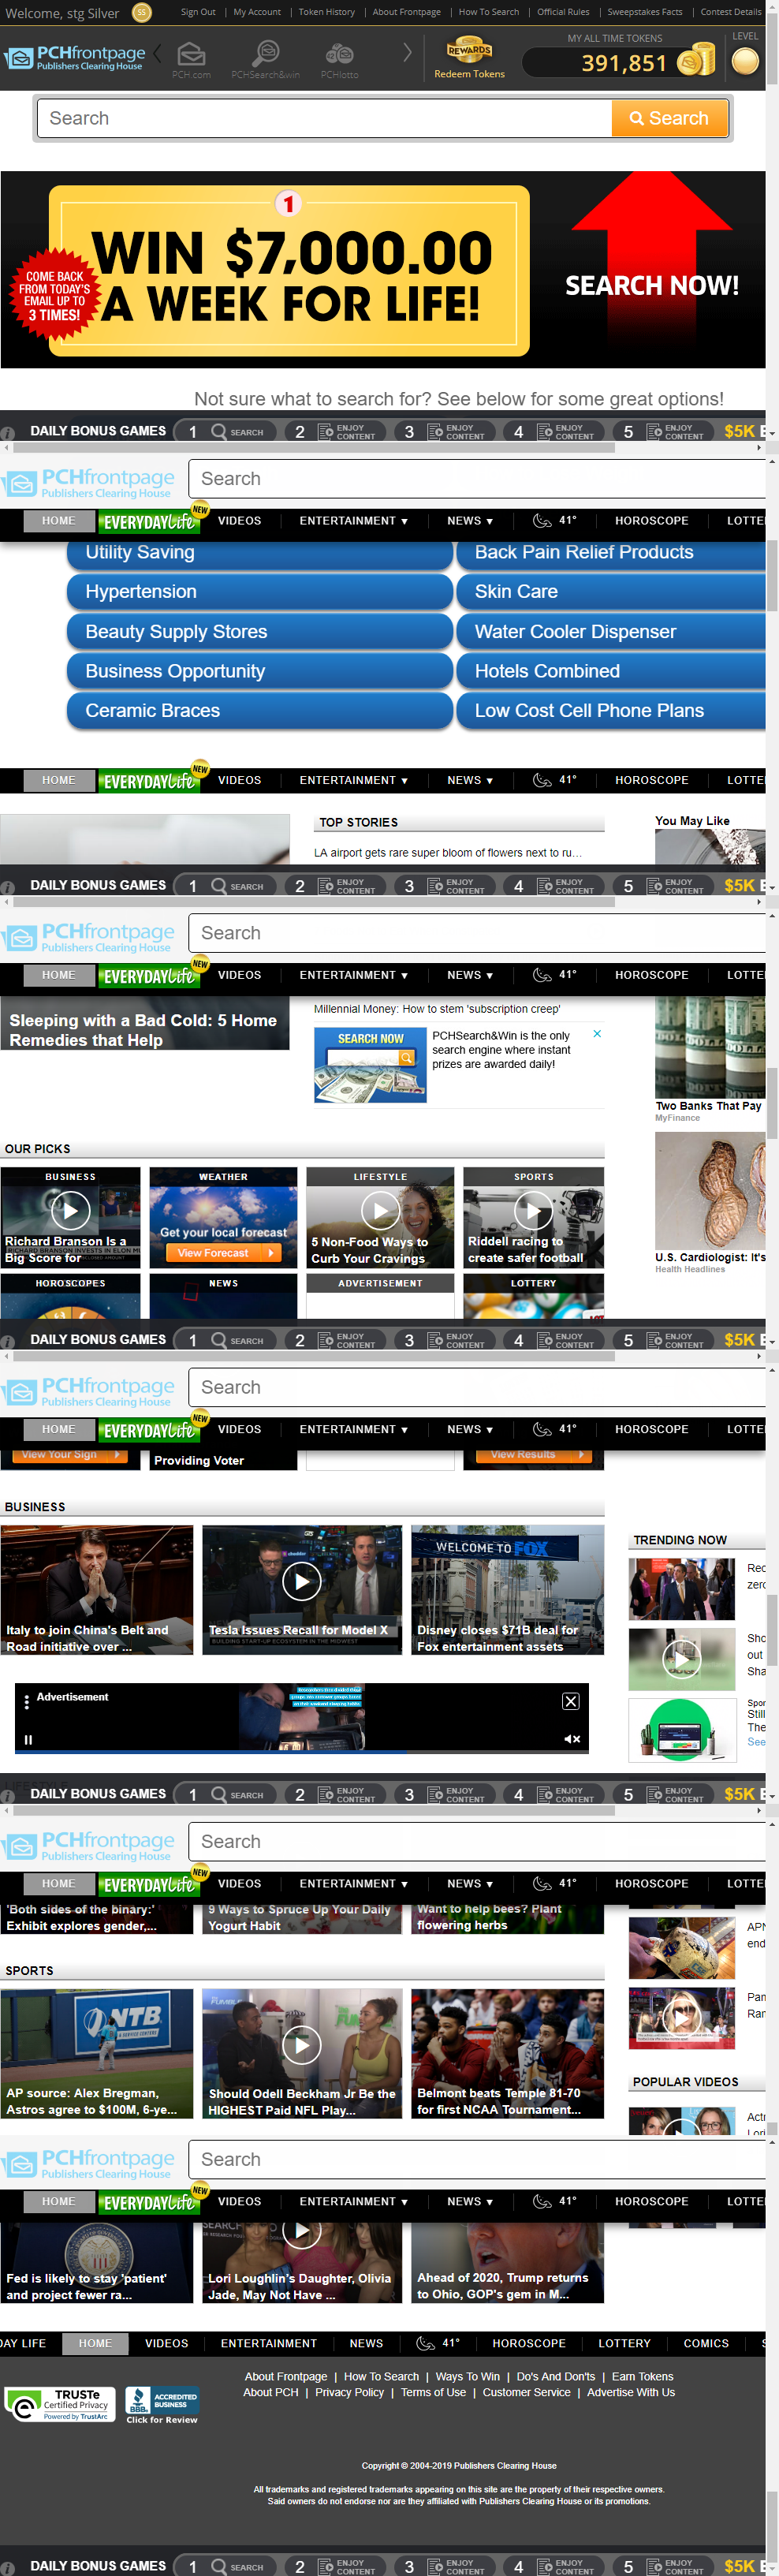 Welcome, stg Silver
SS
Sign Out | My Account | Token History | About Frontpage | How To Search | Official Rules | Sweepstakes Facts | Contest Details
PCHfrontpage
Publishers Clearing House
PCH.com
PCHSearch&win
PCHlotto
REWARDS
Redeem Tokens
MY ALL TIME TOKENS
391,851
LEVEL
Search
Search
1
WIN $7,000.00
A WEEK FOR LIFE!
COME BACK
FROM TODAY'S
EMAIL UP TO
3 TIMES!
SEARCH NOW!
Not sure what to search for? See below for some great options!
DAILY BONUS GAMES 1 SEARCH 2 ENJOY CONTENT 3 ENJOY CONTENT 4 ENJOY CONTENT 5 ENJOY CONTENT $5K
PCHfrontpage
Publishers Clearing House
Search
HOME EVERYDAYLife NEW VIDEOS ENTERTAINMENT NEWS 41° HOROSCOPE LOTTE
Utility Saving
Back Pain Relief Products
Hypertension
Skin Care
Beauty Supply Stores
Water Cooler Dispenser
Business Opportunity
Hotels Combined
Ceramic Braces
Low Cost Cell Phone Plans
HOME EVERYDAYLife NEW VIDEOS ENTERTAINMENT NEWS 41° HOROSCOPE LOTTE
TOP STORIES
You May Like
LA airport gets rare super bloom of flowers next to ru...
DAILY BONUS GAMES 1 SEARCH 2 ENJOY CONTENT 3 ENJOY CONTENT 4 ENJOY CONTENT 5 ENJOY CONTENT $5K
PCHfrontpage
Publishers Clearing House
Search
HOME EVERYDAYLife NEW VIDEOS ENTERTAINMENT NEWS 41° HOROSCOPE LOTTE
Sleeping with a Bad Cold: 5 Home
Remedies that Help
Millennial Money: How to stem 'subscription creep'
SEARCH NOW
PCHSearch&Win is the only
search engine where instant
prizes are awarded daily!
Two Banks That Pay
MyFinance
OUR PICKS
BUSINESS
Richard Branson Is a
Big Score for
WEATHER
Get your local forecast
View Forecast
LIFESTYLE
5 Non-Food Ways to
Curb Your Cravings
SPORTS
Riddell racing to
create safer football
U.S. Cardiologist: It's
Health Headlines
HOROSCOPES
NEWS
ADVERTISEMENT
LOTTERY
DAILY BONUS GAMES 1 SEARCH 2 ENJOY CONTENT 3 ENJOY CONTENT 4 ENJOY CONTENT 5 ENJOY CONTENT $5K
PCHfrontpage
Publishers Clearing House
Search
HOME EVERYDAYLife NEW VIDEOS ENTERTAINMENT NEWS 41° HOROSCOPE LOTTE
View Your Sign
Providing Voter
View Results
BUSINESS
Italy to join China's Belt and
Road initiative over ...
Tesla Issues Recall for Model X
BUILDING START-UP ECOSYSTEM IN THE MIDWEST
WELCOME TO FOX
Disney closes $71B deal for
Fox entertainment assets
TRENDING NOW
Rec
zero
Sho
out
Sha
Spor
Still
The
See
Advertisement
DAILY BONUS GAMES 1 SEARCH 2 ENJOY CONTENT 3 ENJOY CONTENT 4 ENJOY CONTENT 5 ENJOY CONTENT $5K
PCHfrontpage
Publishers Clearing House
Search
HOME EVERYDAYLife NEW VIDEOS ENTERTAINMENT NEWS 41° HOROSCOPE LOTTE
'Both sides of the binary:'
Exhibit explores gender,...
9 Ways to Spruce Up Your Daily
Yogurt Habit
Want to help bees? Plant
flowering herbs
end
Pan
Ran
SPORTS
NTB
AP source: Alex Bregman,
Astros agree to $100M, 6-ye...
Should Odell Beckham Jr Be the
HIGHEST Paid NFL Play...
Belmont beats Temple 81-70
for first NCAA Tournament...
POPULAR VIDEOS
Actr
Lori
PCHfrontpage
Publishers Clearing House
Search
HOME EVERYDAYLife NEW VIDEOS ENTERTAINMENT NEWS 41° HOROSCOPE LOTTE
Fed is likely to stay 'patient'
and project fewer ra...
Lori Loughlin's Daughter, Olivia
Jade, May Not Have ...
Ahead of 2020, Trump returns
to Ohio, GOP's gem in M...
DAY LIFE HOME VIDEOS ENTERTAINMENT NEWS 41° HOROSCOPE LOTTERY COMICS
About Frontpage | How To Search | Ways To Win | Do's And Don'ts | Earn Tokens
About PCH | Privacy Policy | Terms of Use | Customer Service | Advertise With Us
TRUSTe
Certified Privacy
Powered by TrustArc
BBB
ACCREDITED
BUSINESS
Click for Review
Copyright © 2004-2019 Publishers Clearing House
All trademarks and registered trademarks appearing on this site are the property of their respective owners.
Said owners do not endorse nor are they affiliated with Publishers Clearing House or its promotions.
DAILY BONUS GAMES 1 SEARCH 2 ENJOY CONTENT 3 ENJOY CONTENT 4 ENJOY CONTENT 5 ENJOY CONTENT $5K